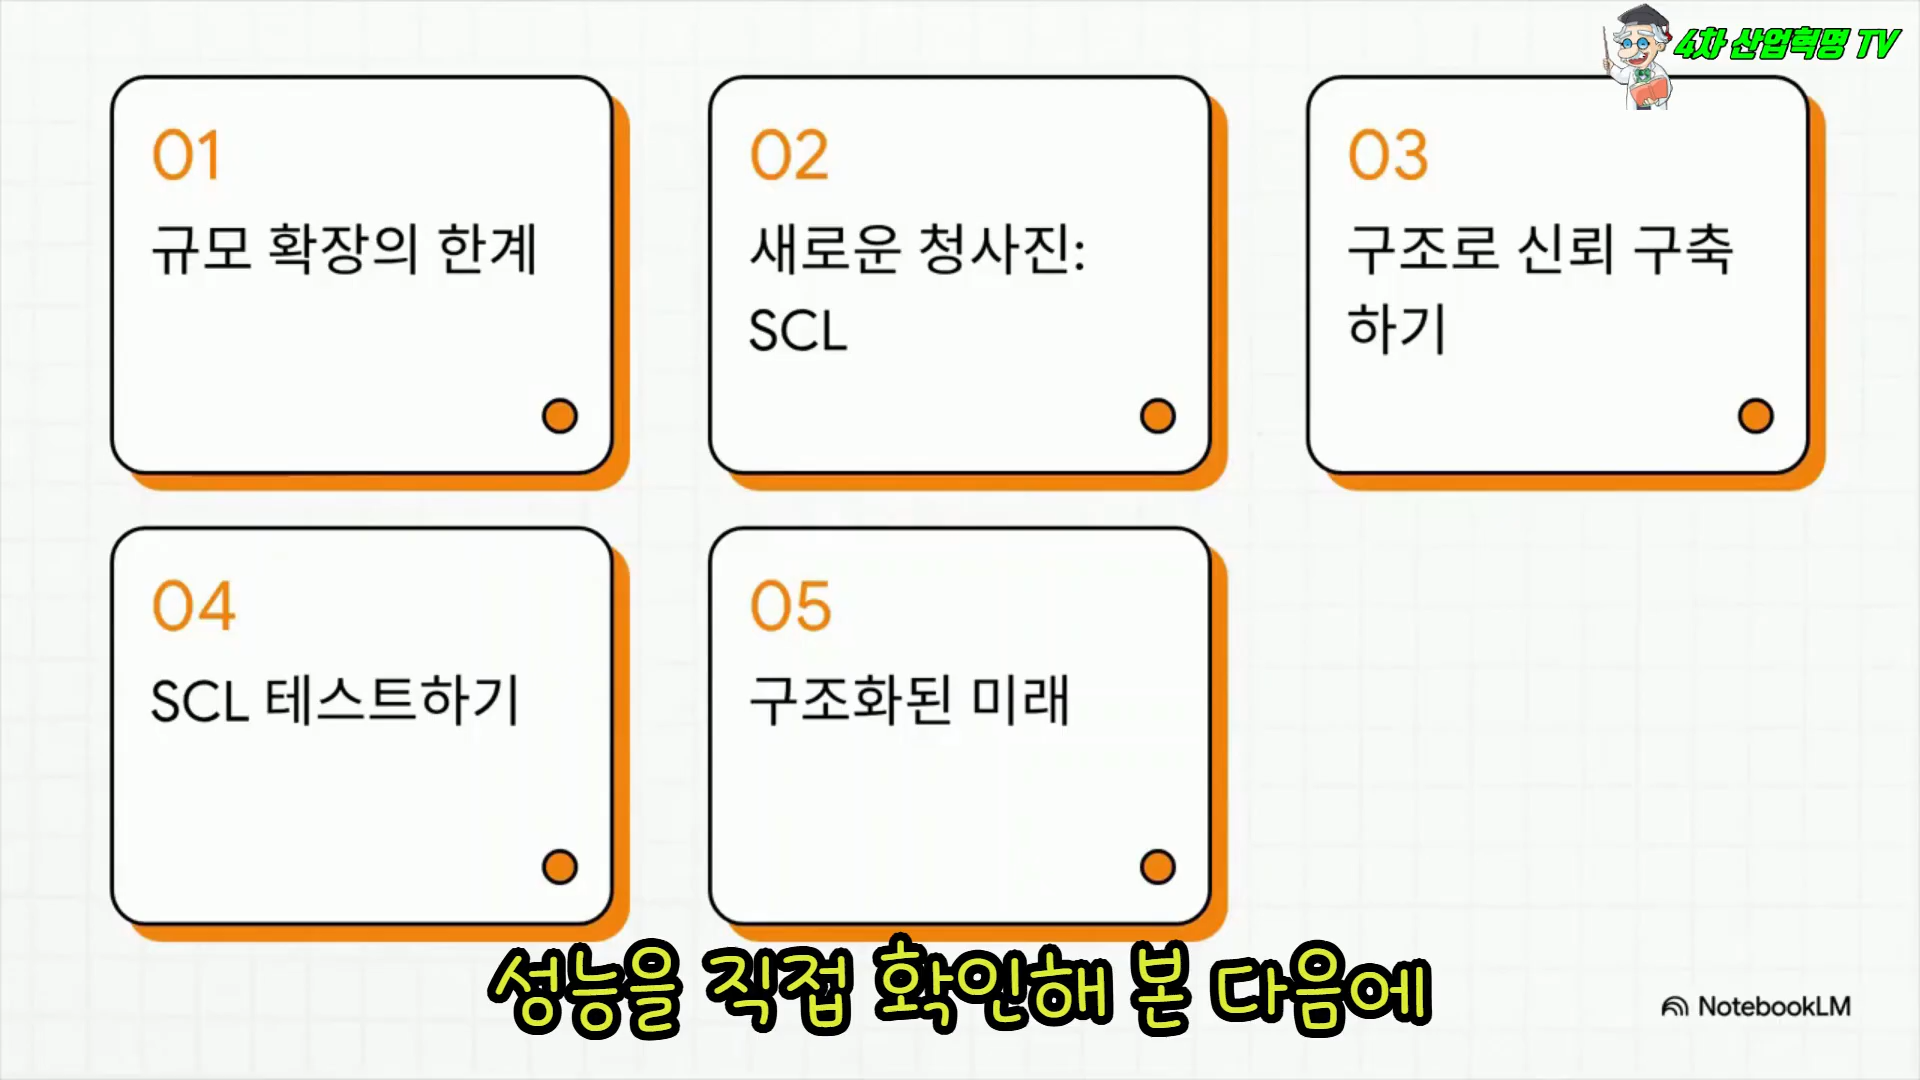 4차 산업혁명 TV
01
규모 확장의 한계
02
새로운 청사진:
SCL
03
구조로 신뢰 구축
하기
04
SCL 테스트하기
05
구조화된 미래
성능을 직접 확인해 본 다음에
NotebookLM